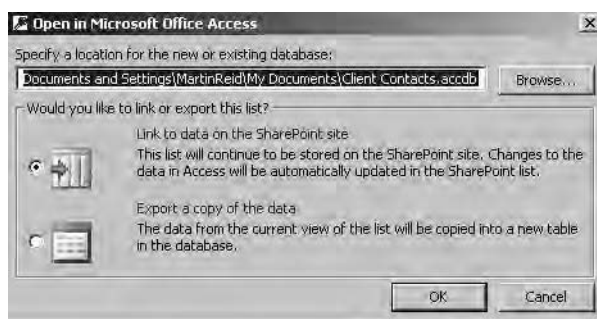 Open in Microsoft Office Access
Specify a location for the new or existing database:
Documents and Settings\MartinReid\My Documents\Client Contacts.accdb
Browse...
Would you like to link or export this list?
Link to data on the SharePoint site
This list will continue to be stored on the SharePoint site. Changes to the
data in Access will be automatically updated in the SharePoint list.
Export a copy of the data
The data from the current view of the list will be copied into a new table
in the database.
OK
Cancel